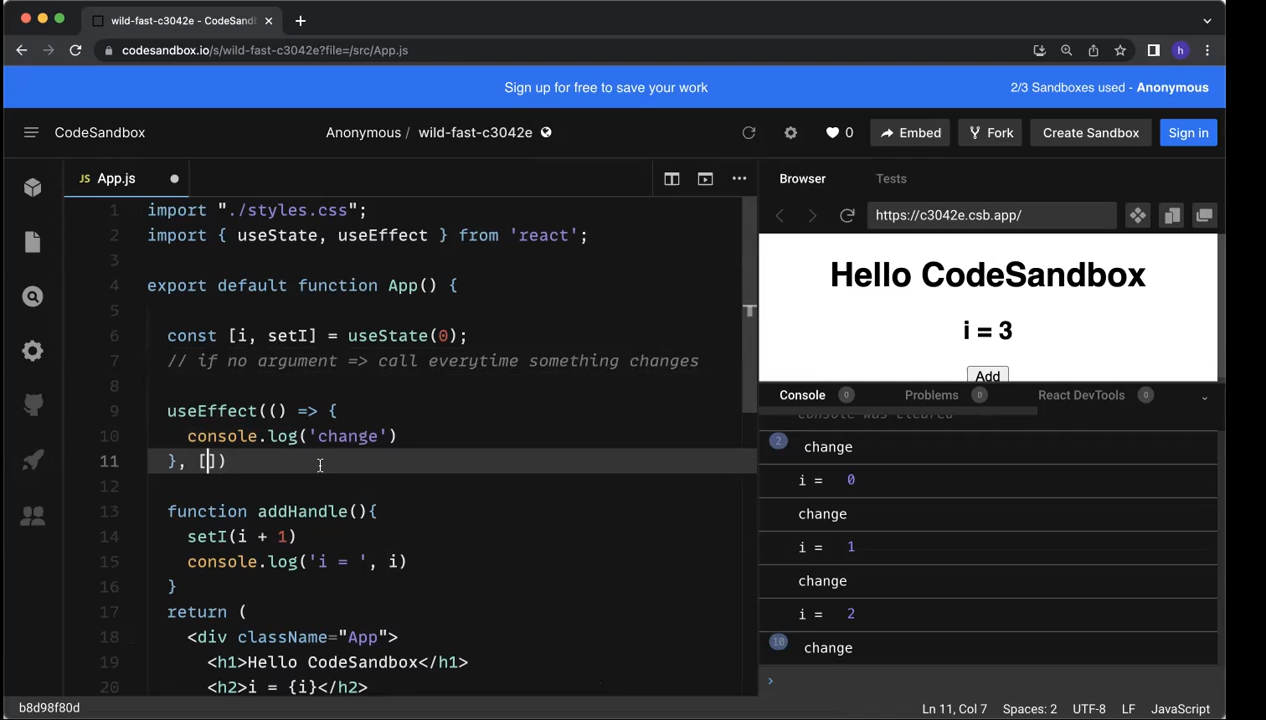 wild-fast-c3042e - CodeSandb
codesandbox.io/s/wild-fast-c3042e?file=/src/App.js
h
Sign up for free to save your work
2/3 Sandboxes used - Anonymous
CodeSandbox
Anonymous / wild-fast-c3042e
0
Embed
Fork
Create Sandbox
Sign in
JS App.js
1 import "./styles.css";
2 import { useState, useEffect } from 'react';
3
4 export default function App() {
5
6 const [i, setI] = useState(0);
7 // if no argument => call everytime something changes
8
9 useEffect(() => {
10 console.log('change')
11 }, [])
12
13 function addHandle(){
14 setI(i + 1)
15 console.log('i = ', i)
16 }
17 return (
18 <div className="App">
19 <h1>Hello CodeSandbox</h1>
20 <h2>i = {i}</h2>
Browser
Tests
https://c3042e.csb.app/
Hello CodeSandbox
i = 3
Add
Console 0
Problems 0
React DevTools 0
Console was cleared
2 change
i = 0
change
i = 1
change
i = 2
10 change
›
b8d98f80d
Ln 11, Col 7
Spaces: 2
UTF-8
LF
JavaScript